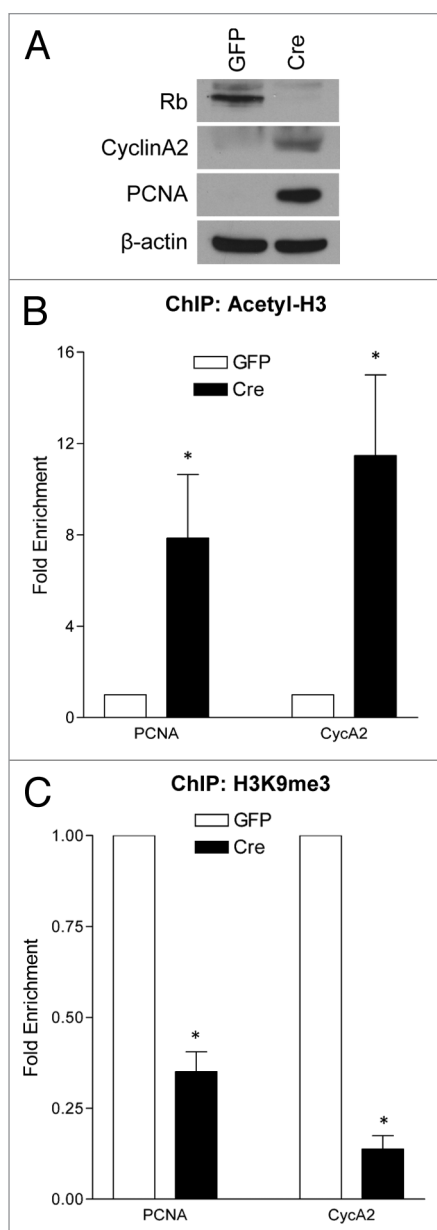 A
GFP Cre
Rb
CyclinA2
PCNA
β-actin
B
ChIP: Acetyl-H3
GFP
Cre
Fold Enrichment
16
12
8
4
0
*
*
PCNA CycA2
C
ChIP: H3K9me3
GFP
Cre
Fold Enrichment
1.00
0.75
0.50
0.25
0.00
*
*
PCNA CycA2